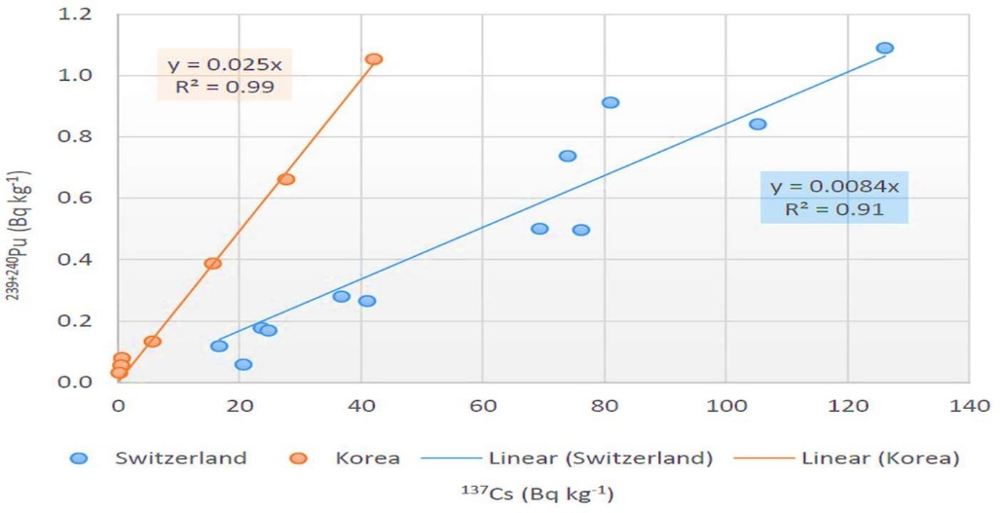 1.2
1.0
0.8
0.6
0.4
0.2
0.0
²³⁹⁺²⁴⁰Pu (Bq kg⁻¹)
y = 0.025x
R² = 0.99
y = 0.0084x
R² = 0.91
0 20 40 60 80 100 120 140
Switzerland Korea Linear (Switzerland) Linear (Korea)
¹³⁷Cs (Bq kg⁻¹)